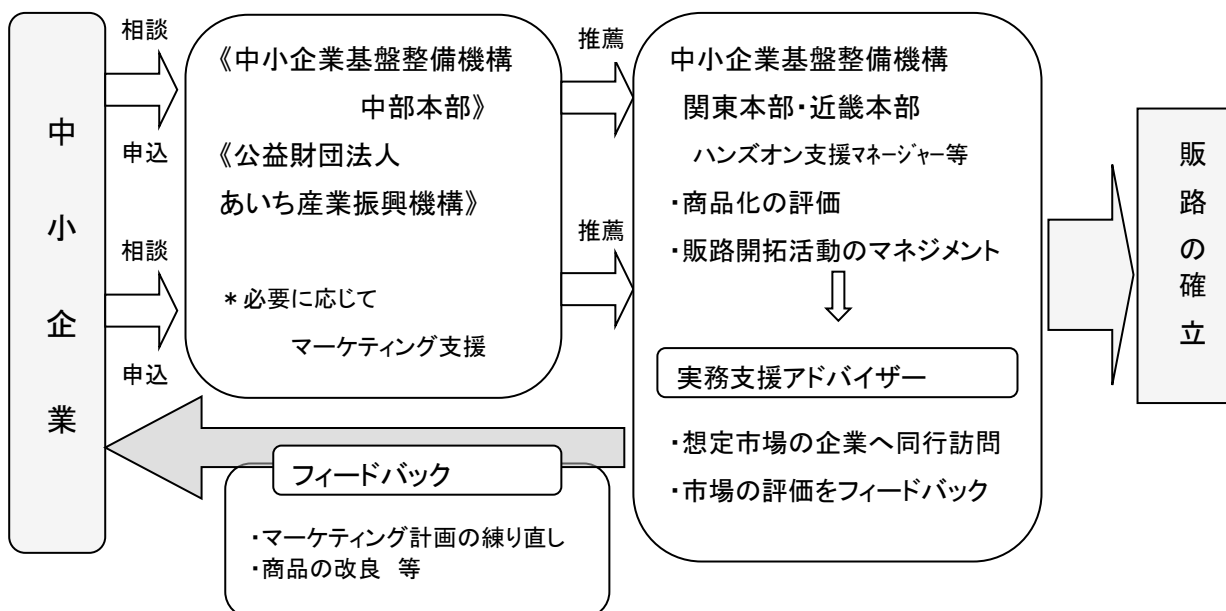 中小企業
相談
申込
相談
申込
《中小企業基盤整備機構
中部本部》
《公益財団法人
あいち産業振興機構》
*必要に応じて
マーケティング支援
推薦
推薦
中小企業基盤整備機構
関東本部・近畿本部
ハンズオン支援ﾏﾈｰｼﾞｬｰ等
・商品化の評価
・販路開拓活動のマネジメント
実務支援アドバイザー
・想定市場の企業へ同行訪問
・市場の評価をフィードバック
販路の確立
フィードバック
・マーケティング計画の練り直し
・商品の改良 等